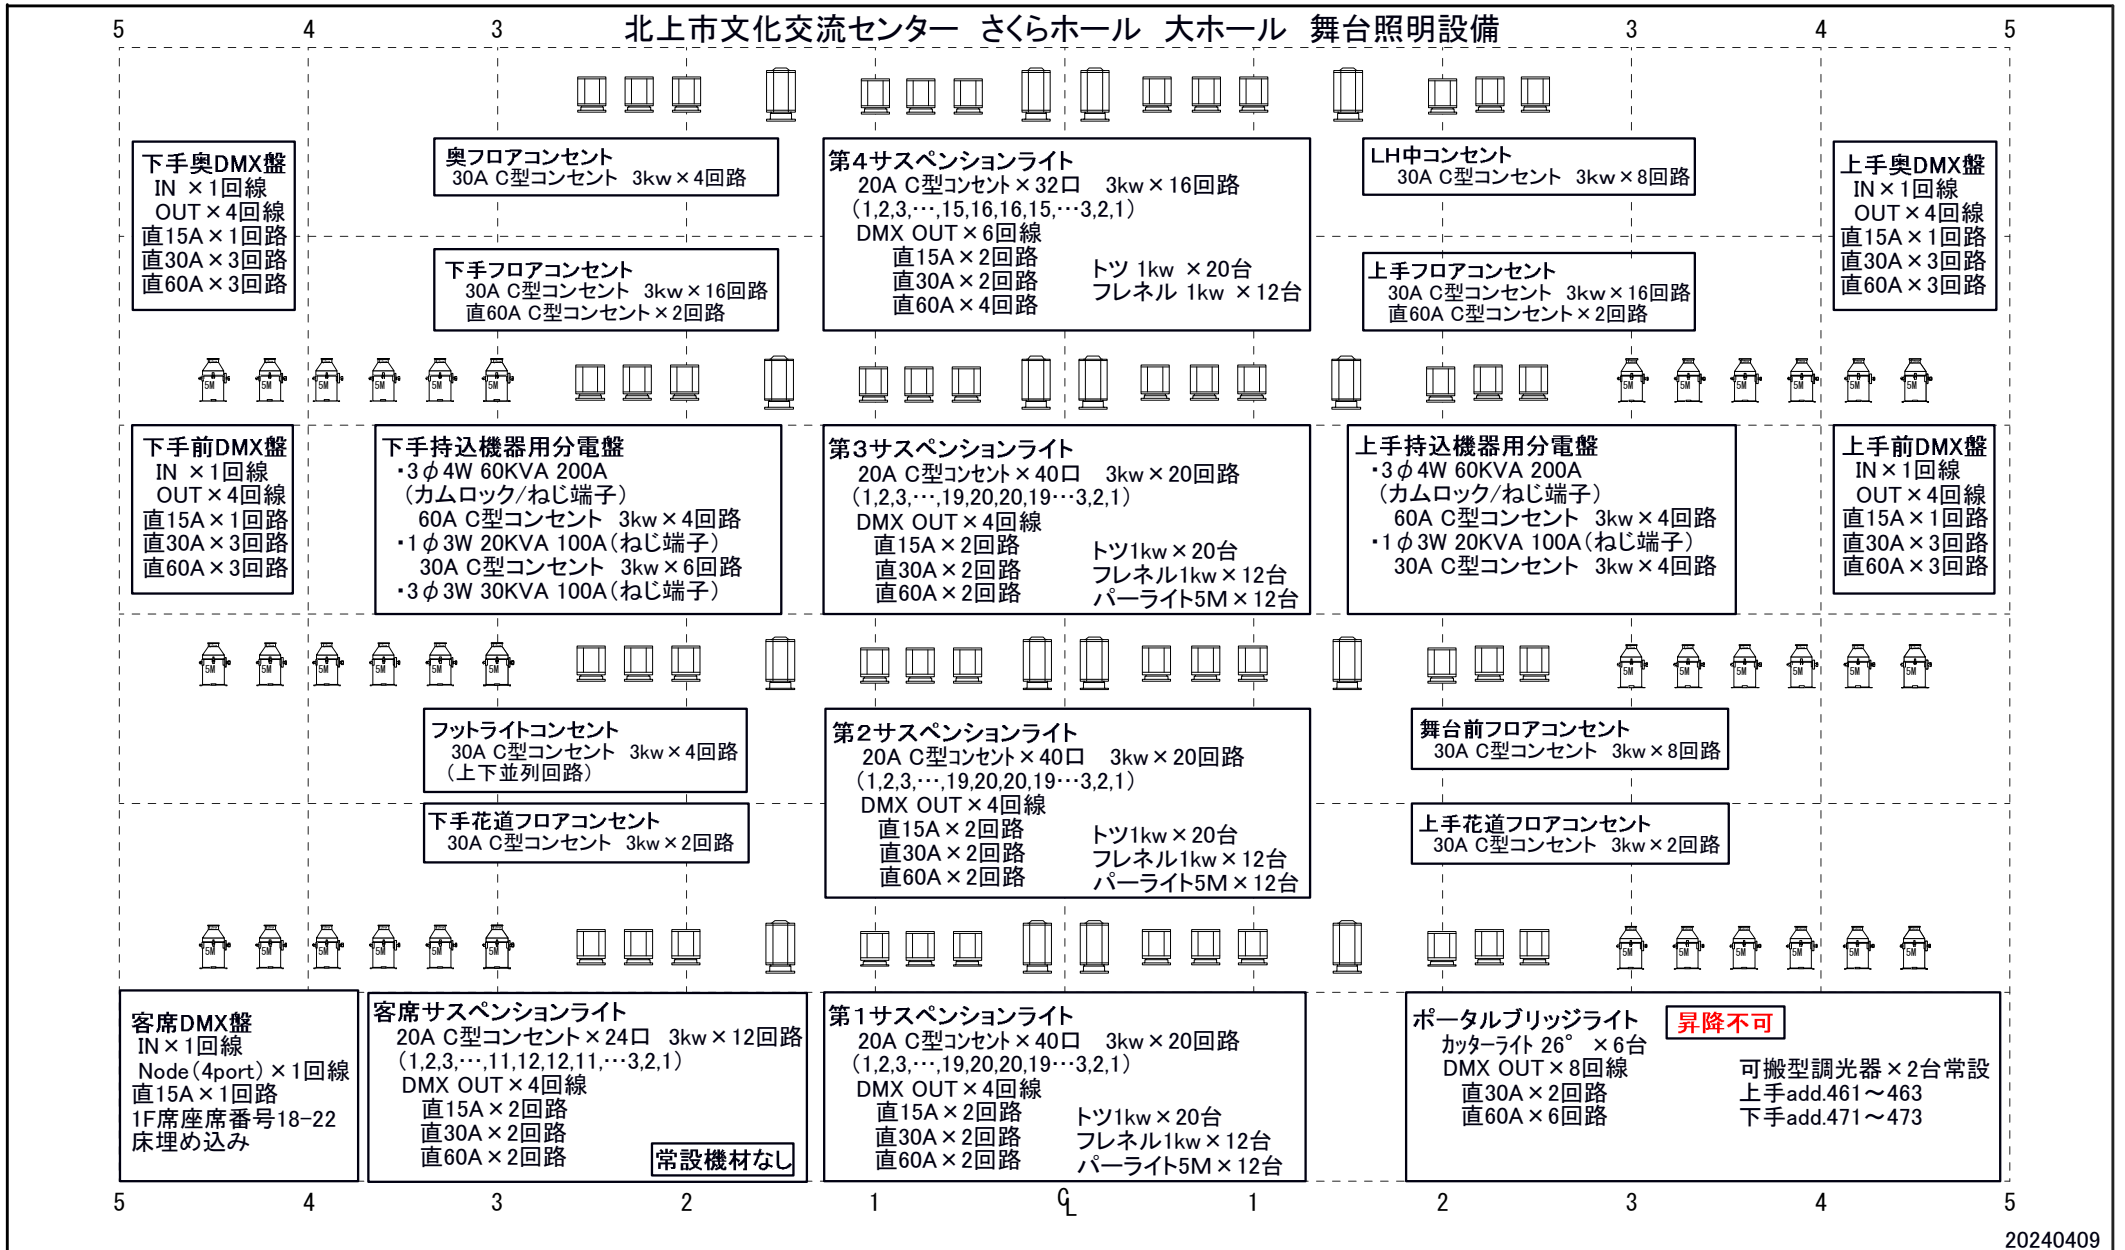 北上市文化交流センター さくらホール 大ホール 舞台照明設備
5 4 3 3 4 5
下手奥DMX盤
IN ×1回線
OUT×4回線
直15A×1回路
直30A×3回路
直60A×3回路
奥フロアコンセント
30A C型コンセント 3kw×4回路
下手フロアコンセント
30A C型コンセント 3kw×16回路
直60A C型コンセント×2回路
第4サスペンションライト
20A C型コンセント×32口 3kw×16回路
(1,2,3,…,15,16,16,15,…3,2,1)
DMX OUT×6回線
直15A×2回路
直30A×2回路
直60A×4回路
トツ 1kw ×20台
フレネル 1kw ×12台
LH中コンセント
30A C型コンセント 3kw×8回路
上手フロアコンセント
30A C型コンセント 3kw×16回路
直60A C型コンセント×2回路
上手奥DMX盤
IN×1回線
OUT×4回線
直15A×1回路
直30A×3回路
直60A×3回路
5M 5M 5M 5M 5M 5M 5M 5M 5M 5M 5M 5M
下手前DMX盤
IN ×1回線
OUT×4回線
直15A×1回路
直30A×3回路
直60A×3回路
下手持込機器用分電盤
・3φ4W 60KVA 200A
(カムロック/ねじ端子)
60A C型コンセント 3kw×4回路
・1φ3W 20KVA 100A(ねじ端子)
30A C型コンセント 3kw×6回路
・3φ3W 30KVA 100A(ねじ端子)
第3サスペンションライト
20A C型コンセント×40口 3kw×20回路
(1,2,3,…,19,20,20,19…3,2,1)
DMX OUT×4回線
直15A×2回路
直30A×2回路
直60A×2回路
トツ1kw×20台
フレネル1kw×12台
パーライト5M×12台
上手持込機器用分電盤
・3φ4W 60KVA 200A
(カムロック/ねじ端子)
60A C型コンセント 3kw×4回路
・1φ3W 20KVA 100A(ねじ端子)
30A C型コンセント 3kw×4回路
上手前DMX盤
IN×1回線
OUT×4回線
直15A×1回路
直30A×3回路
直60A×3回路
5M 5M 5M 5M 5M 5M 5M 5M 5M 5M 5M 5M
フットライトコンセント
30A C型コンセント 3kw×4回路
(上下並列回路)
下手花道フロアコンセント
30A C型コンセント 3kw×2回路
第2サスペンションライト
20A C型コンセント×40口 3kw×20回路
(1,2,3,…,19,20,20,19…3,2,1)
DMX OUT×4回線
直15A×2回路
直30A×2回路
直60A×2回路
トツ1kw×20台
フレネル1kw×12台
パーライト5M×12台
舞台前フロアコンセント
30A C型コンセント 3kw×8回路
上手花道フロアコンセント
30A C型コンセント 3kw×2回路
5M 5M 5M 5M 5M 5M 5M 5M 5M 5M 5M 5M
客席DMX盤
IN×1回線
Node(4port)×1回線
直15A×1回路
1F席座席番号18-22
床埋め込み
客席サスペンションライト
20A C型コンセント×24口 3kw×12回路
(1,2,3,…,11,12,12,11,…3,2,1)
DMX OUT×4回線
直15A×2回路
直30A×2回路
直60A×2回路
常設機材なし
第1サスペンションライト
20A C型コンセント×40口 3kw×20回路
(1,2,3,…,19,20,20,19…3,2,1)
DMX OUT×4回線
直15A×2回路
直30A×2回路
直60A×2回路
トツ1kw×20台
フレネル1kw×12台
パーライト5M×12台
ポータルブリッジライト
昇降不可
カッターライト 26° ×6台
DMX OUT×8回線
直30A×2回路
直60A×6回路
可搬型調光器×2台常設
上手add.461～463
下手add.471～473
5 4 3 2 1 CL 1 2 3 4 5
20240409